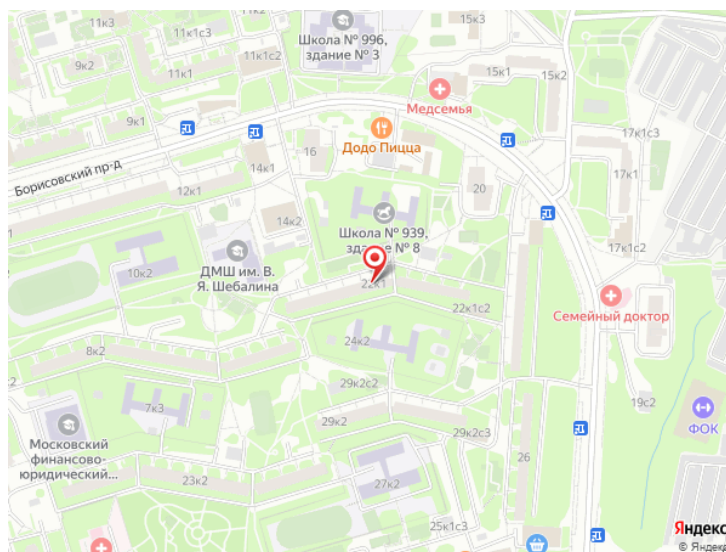 15к3
11к1с3
Школа № 996,
здание № 3
11к1с2
9к2
11к1
15к1
15к2
Медсемья
9к1
17к1с3
Додо Пицца
16
Борисовский пр-д
14к1
17к1
12к1
20
14к2
Школа № 939,
здание № 8
17к1с2
ДМШ им. В.
Я. Шебалина
10к2
22к1
22к1с2
Семейный доктор
24к2
8к2
29к2с2
19с2
7к3
ФОК
29к2
29к2с3
Московский
финансово-
юридический...
26
23к2
27к2
25к1с3
Яндекс
© Яндекс